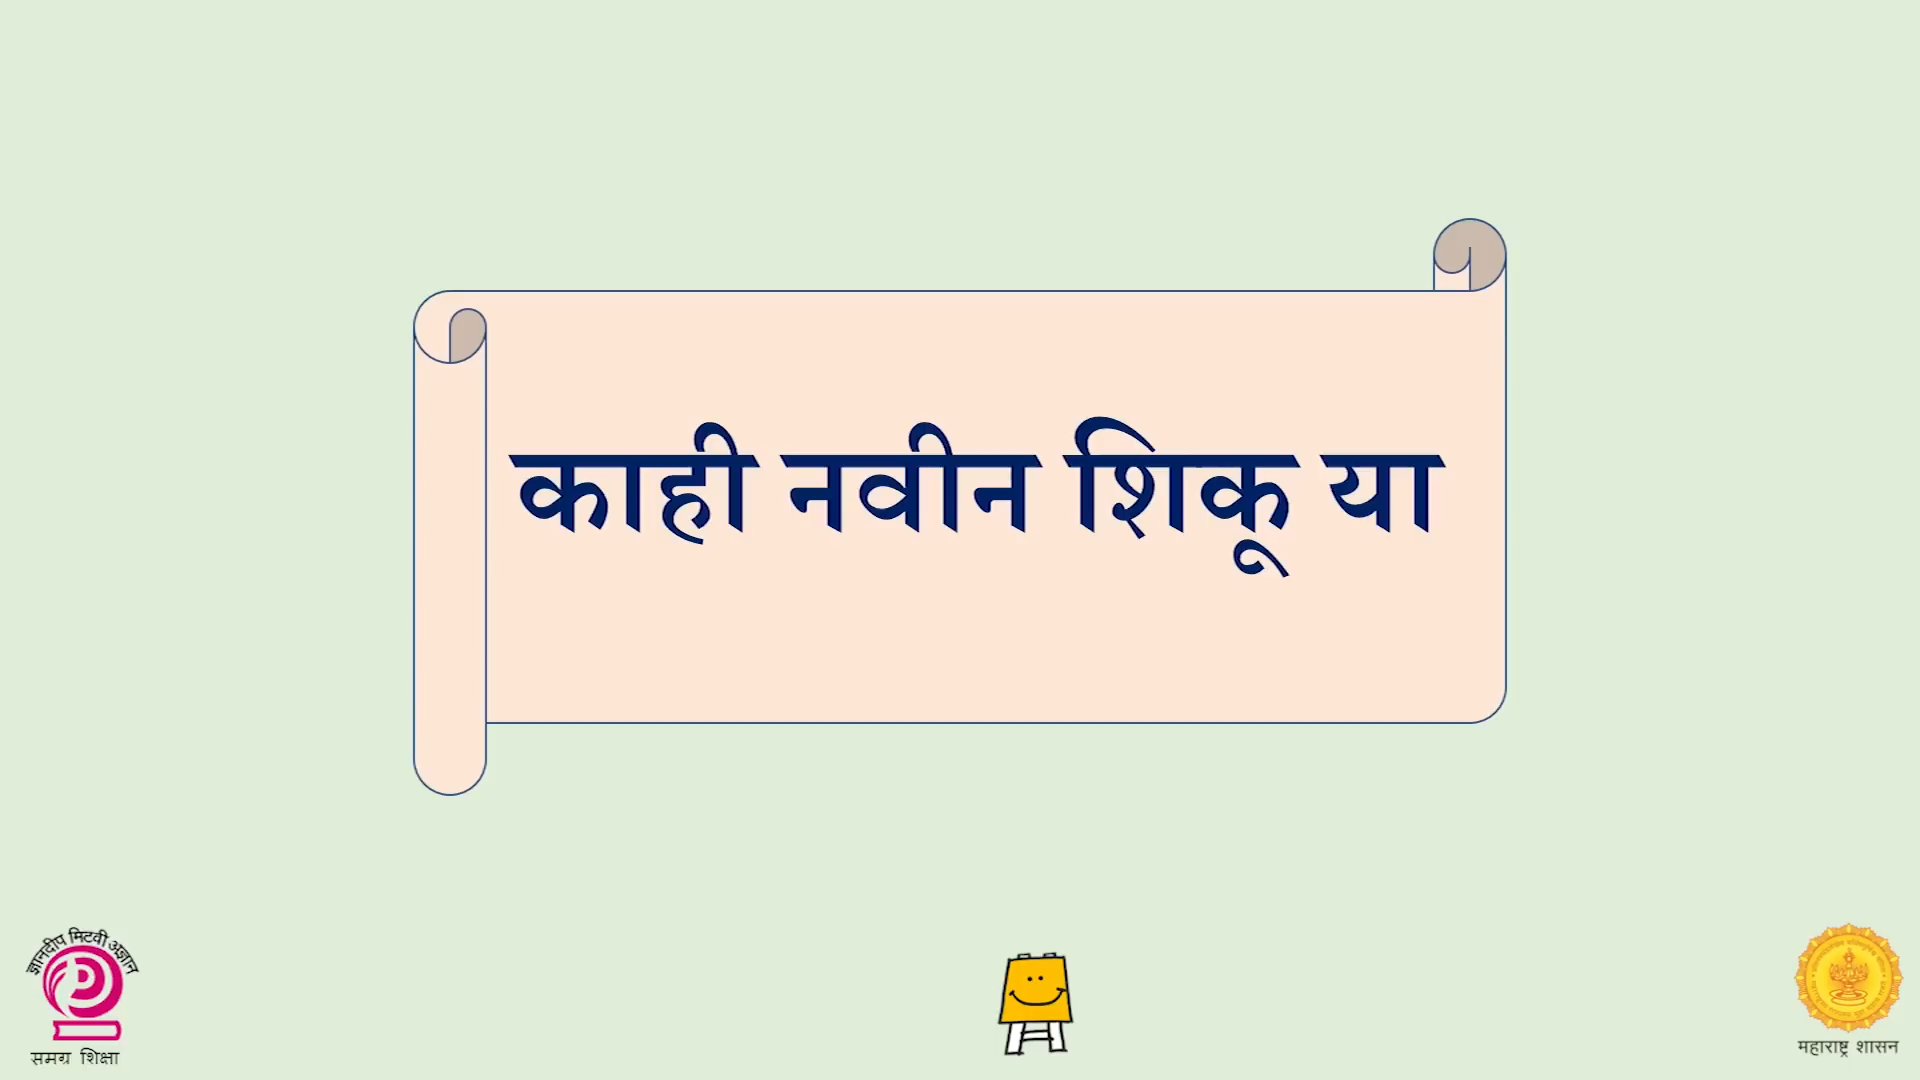 काही नवीन शिकू या
ज्ञानदीप मिटवी अज्ञान
समग्र शिक्षा
महाराष्ट्र शासन